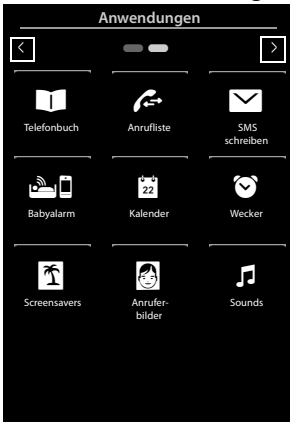 Anwendungen
Telefonbuch
Anrufliste
SMS
schreiben
22
Babyalarm
Kalender
Wecker
Screensavers
Anrufer-
bilder
Sounds